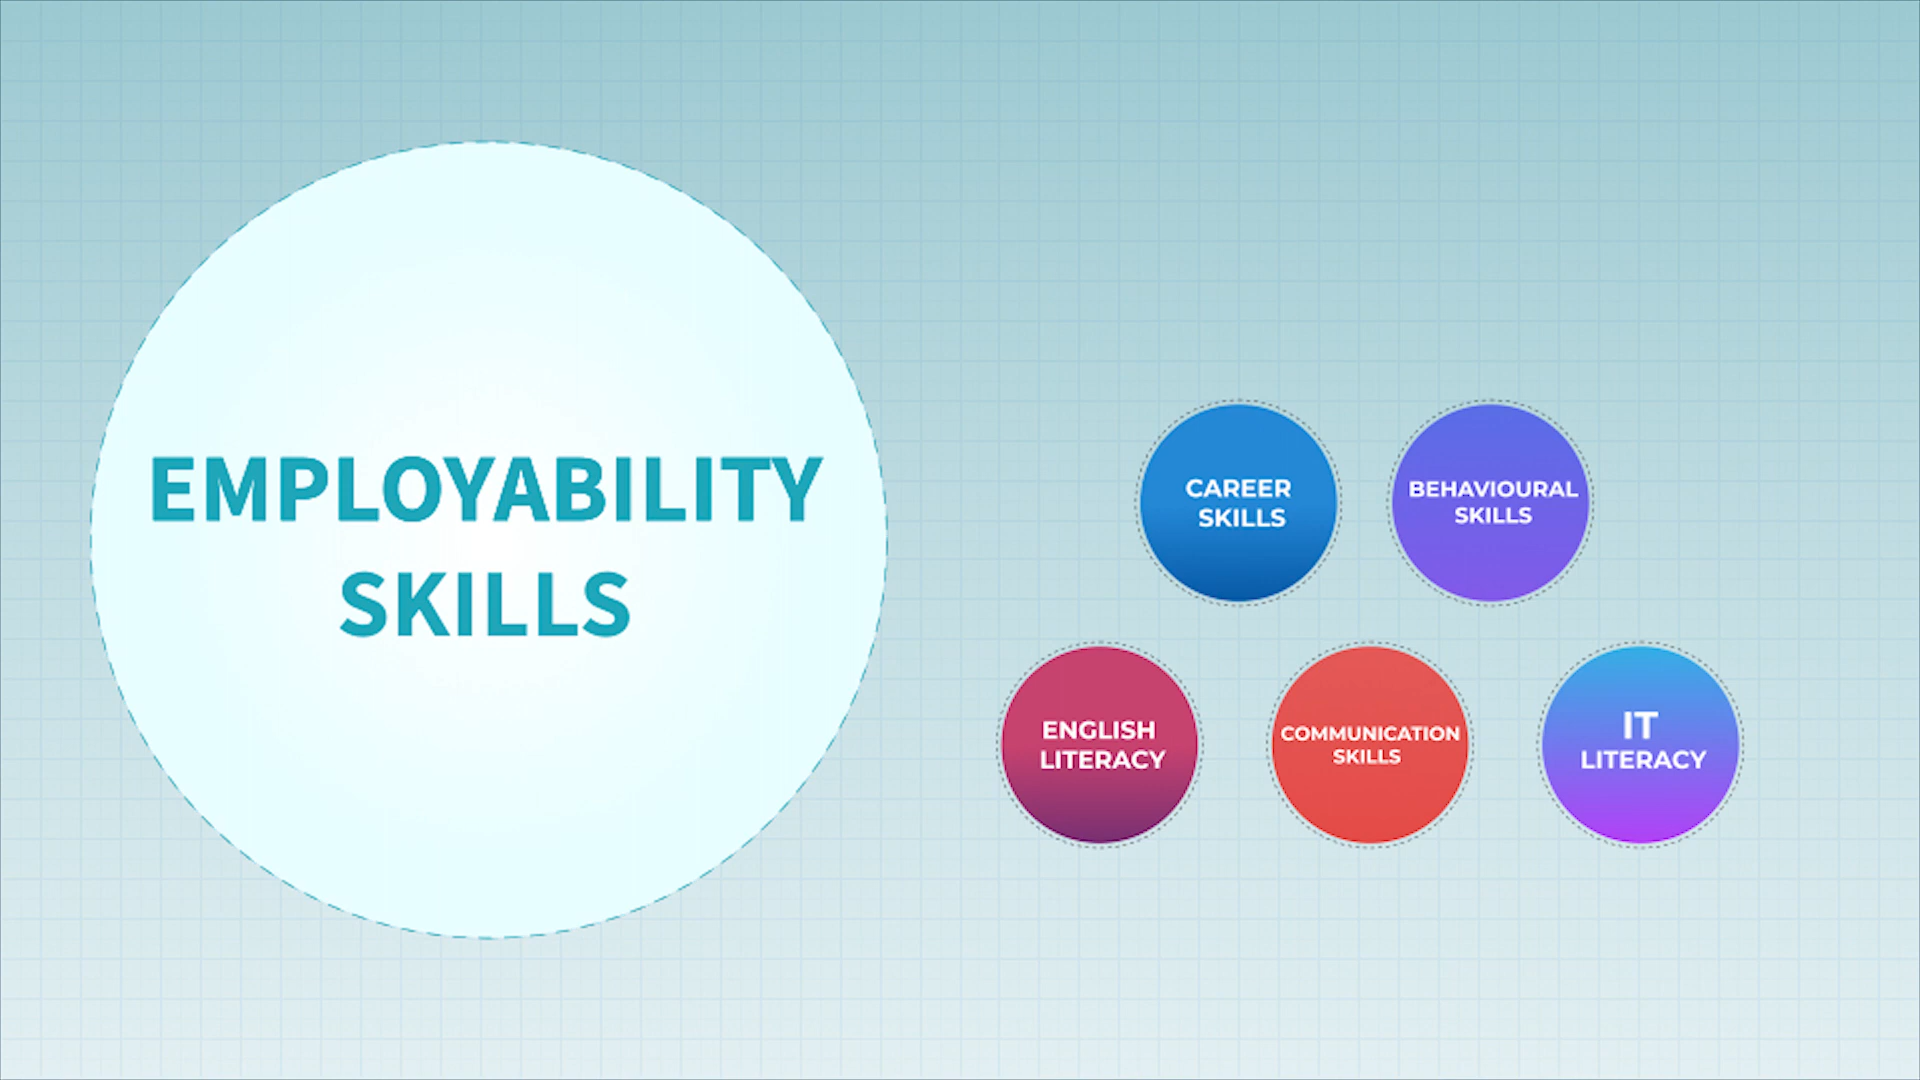 EMPLOYABILITY
SKILLS
CAREER
SKILLS
BEHAVIOURAL
SKILLS
ENGLISH
LITERACY
COMMUNICATION
SKILLS
IT
LITERACY